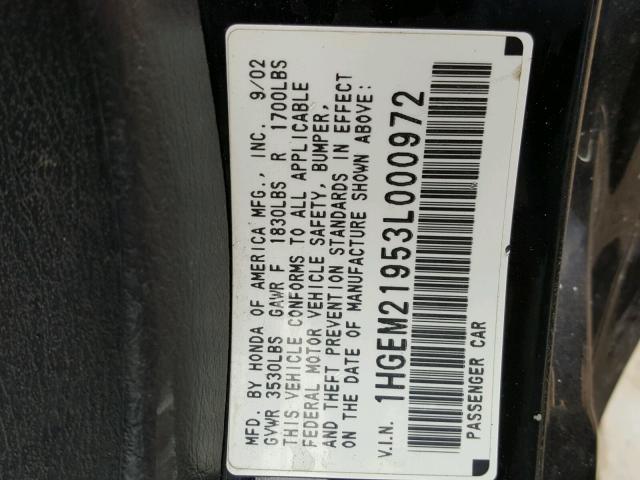 MFD. BY HONDA OF AMERICA MFG., INC. 9/02
GVWR 3530LBS GAWR F 1830LBS R 1700LBS
THIS VEHICLE CONFORMS TO ALL APPLICABLE
FEDERAL MOTOR VEHICLE SAFETY, BUMPER,
AND THEFT PREVENTION STANDARDS IN EFFECT
ON THE DATE OF MANUFACTURE SHOWN ABOVE:
V.I.N. 1HGEM21953L000972
PASSENGER CAR